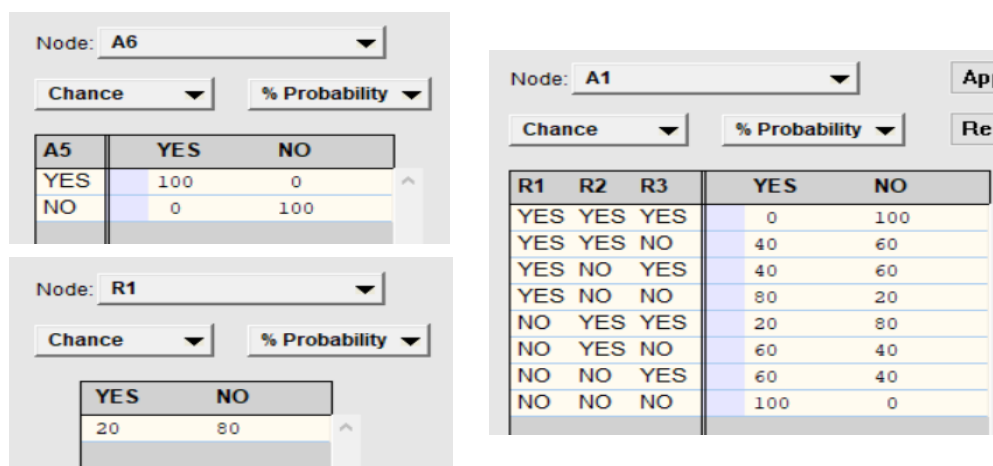 Node: A6
Chance % Probability
A5 YES NO
YES 100 0
NO 0 100
Node: R1
Chance % Probability
YES NO
20 80
Node: A1 App
Chance % Probability Re
R1 R2 R3 YES NO
YES YES YES 0 100
YES YES NO 40 60
YES NO YES 40 60
YES NO NO 80 20
NO YES YES 20 80
NO YES NO 60 40
NO NO YES 60 40
NO NO NO 100 0